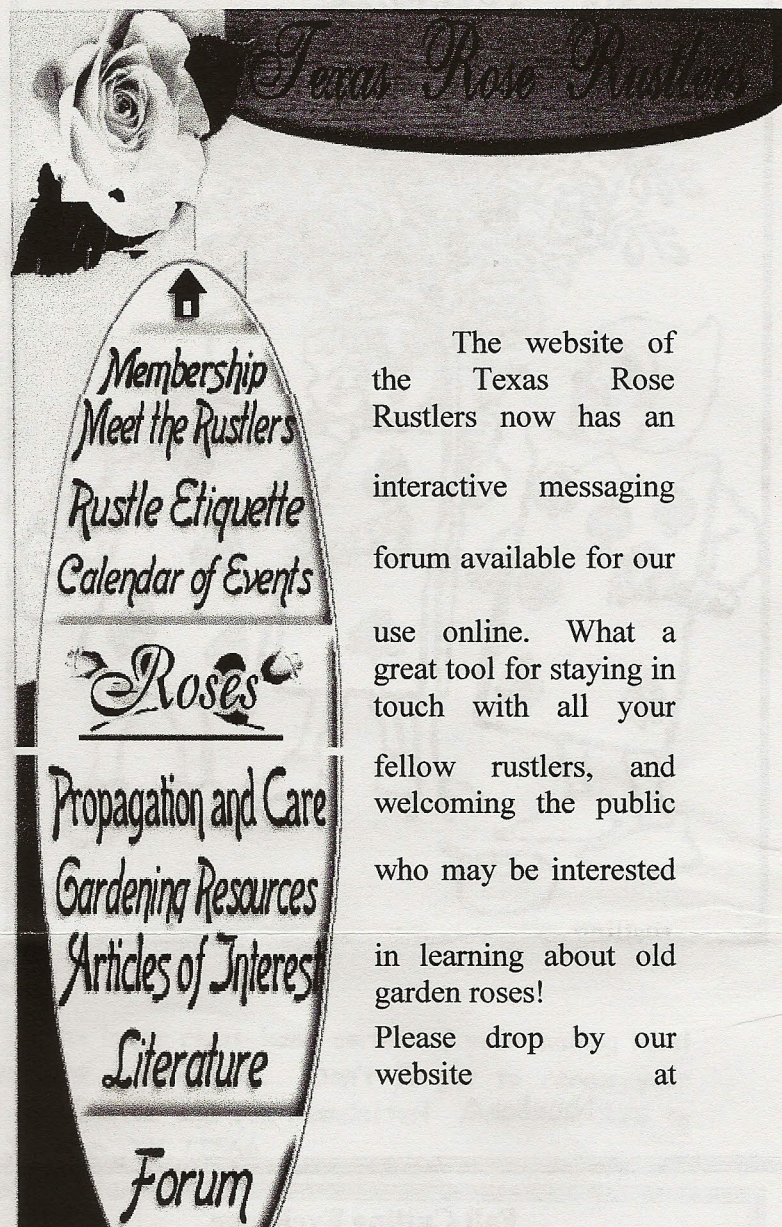 Texas Rose Rustlers
Membership
Meet the Rustlers
Rustle Etiquette
Calendar of Events
Roses
Propagation and Care
Gardening Resources
Articles of Interest
Literature
Forum
The website of
the Texas Rose
Rustlers now has an
interactive messaging
forum available for our
use online. What a
great tool for staying in
touch with all your
fellow rustlers, and
welcoming the public
who may be interested
in learning about old
garden roses!
Please drop by our
website at